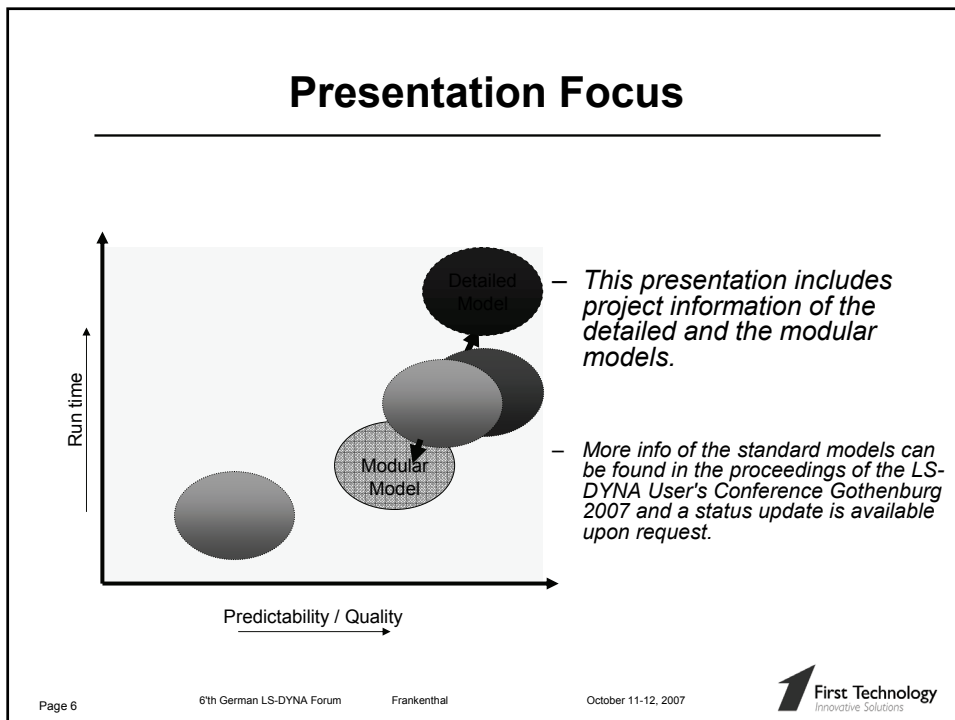 Presentation Focus
Detailed
Model
Modular
Model
Run time
Predictability / Quality
– This presentation includes
project information of the
detailed and the modular
models.
– More info of the standard models can
be found in the proceedings of the LS-
DYNA User's Conference Gothenburg
2007 and a status update is available
upon request.
Page 6
6'th German LS-DYNA Forum Frankenthal October 11-12, 2007
First Technology
Innovative Solutions